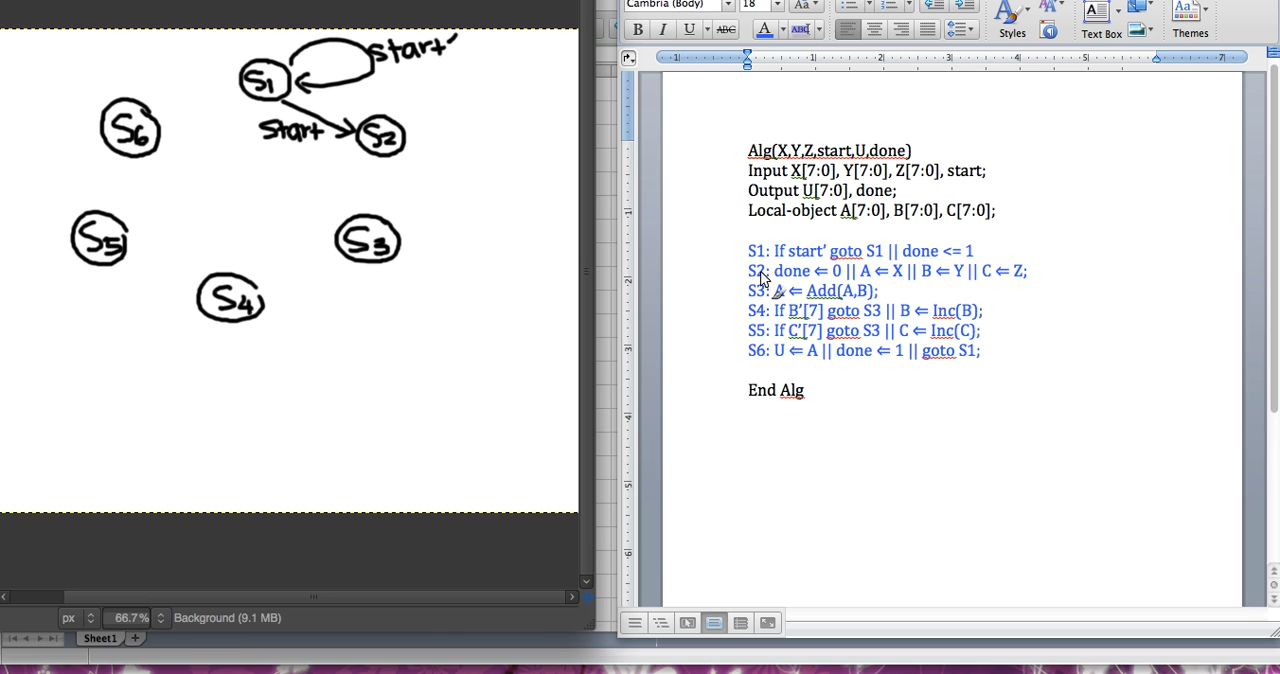 start'
S1
start
S2
S6
S5
S3
S4
px
66.7%
Background (9.1 MB)
Sheet1
Cambria (Body)
18
Aa
B I U ABC A ABC
Styles
Text Box
Themes
Alg(X,Y,Z,start,U,done)
Input X[7:0], Y[7:0], Z[7:0], start;
Output U[7:0], done;
Local-object A[7:0], B[7:0], C[7:0];
S1: If start’ goto S1 || done <= 1
S2: done ⇐ 0 || A ⇐ X || B ⇐ Y || C ⇐ Z;
S3: A ⇐ Add(A,B);
S4: If B’[7] goto S3 || B ⇐ Inc(B);
S5: If C’[7] goto S3 || C ⇐ Inc(C);
S6: U ⇐ A || done ⇐ 1 || goto S1;
End Alg